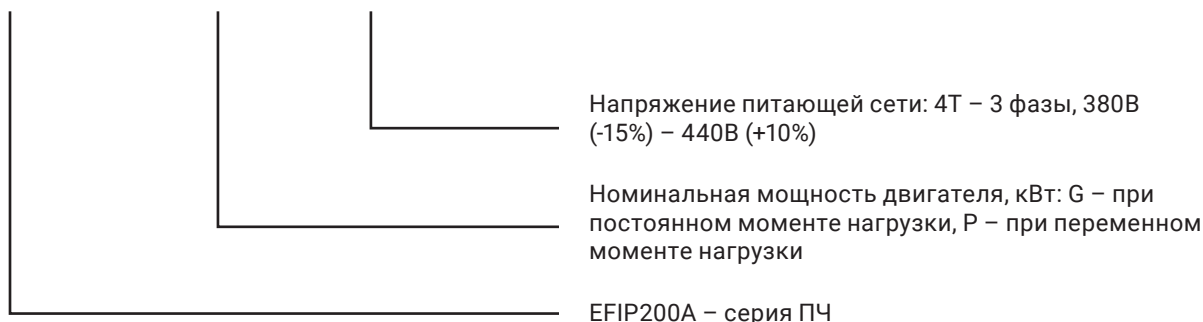 Напряжение питающей сети: 4Т – 3 фазы, 380В
(-15%) – 440В (+10%)
Номинальная мощность двигателя, кВт: G – при
постоянном моменте нагрузки, P – при переменном
моменте нагрузки
EFIP200A – серия ПЧ